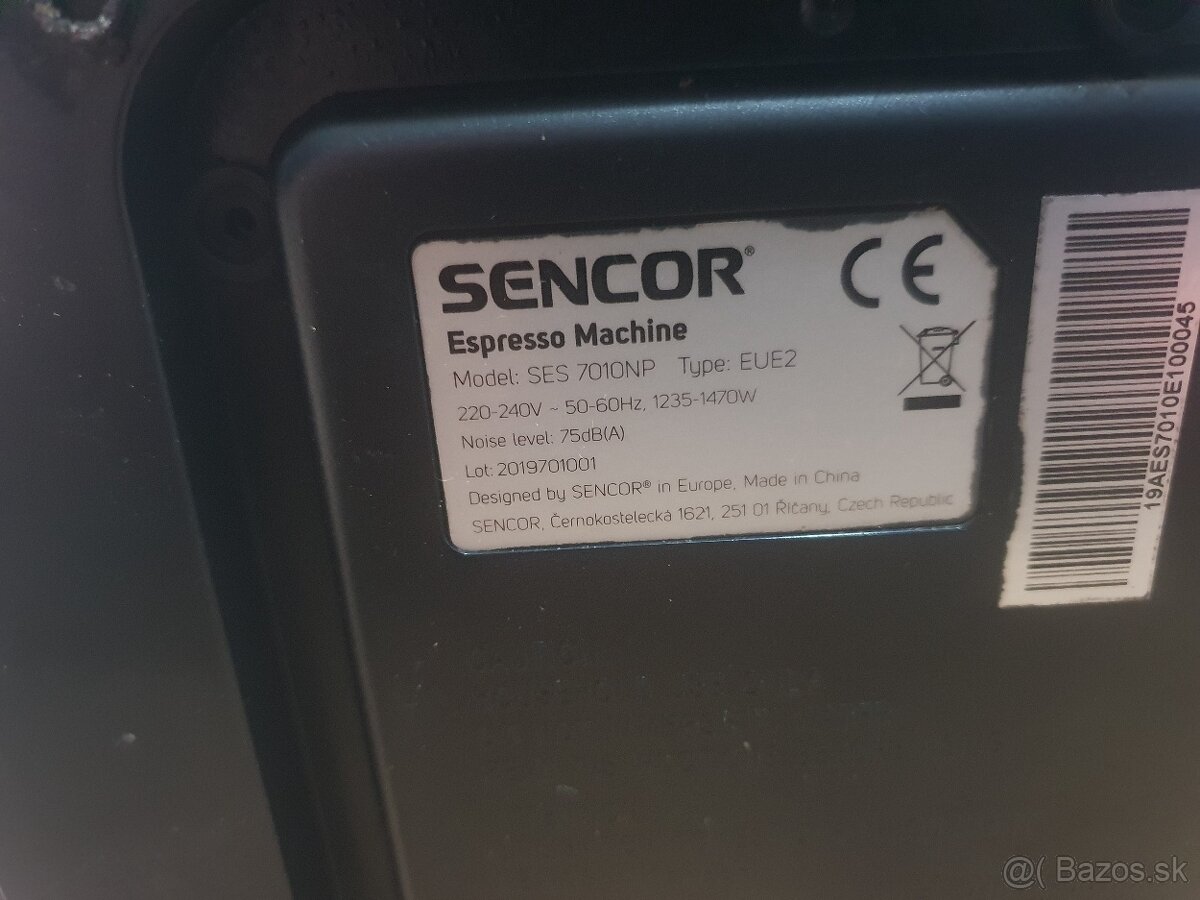 SENCOR®
CE
Espresso Machine
Model: SES 7010NP Type: EUE2
220-240V ~ 50-60Hz, 1235-1470W
Noise level: 75dB(A)
Lot: 2019701001
Designed by SENCOR® in Europe, Made in China
SENCOR, Černokostelecká 1621, 251 01 Říčany, Czech Republic
19AES7010E100045
@( Bazos.sk